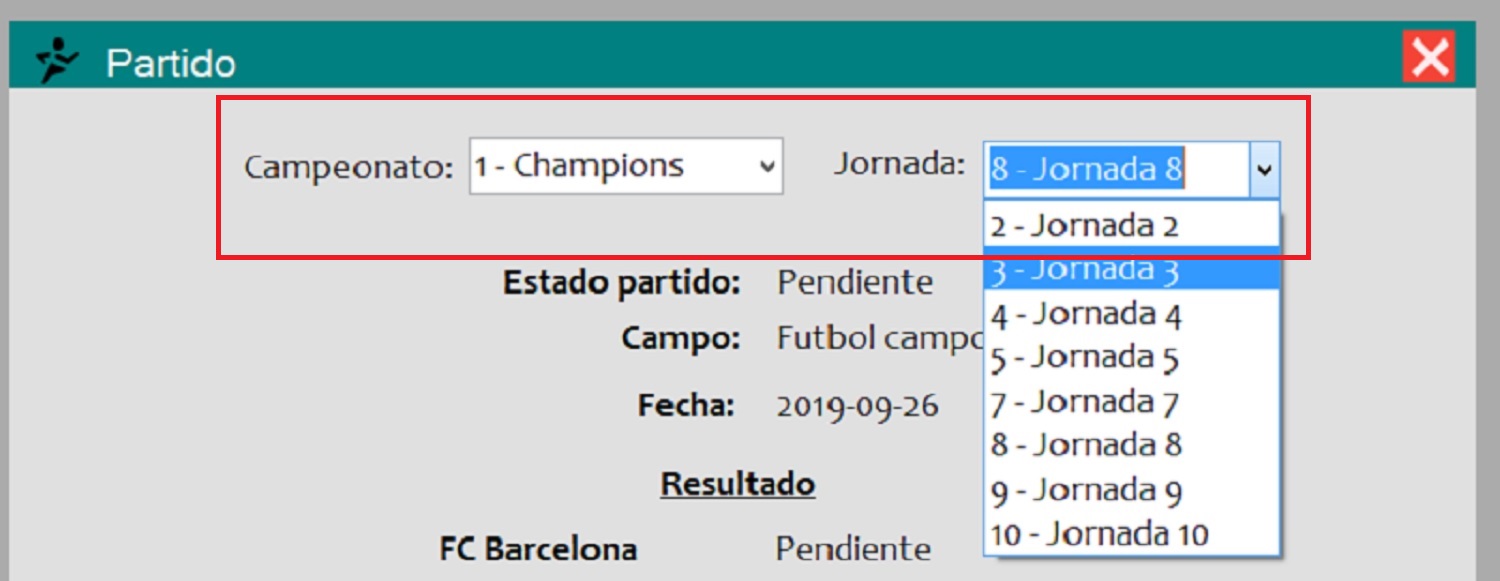 Partido
Campeonato: 1 - Champions Jornada: 8 - Jornada 8
2 - Jornada 2
3 - Jornada 3
4 - Jornada 4
5 - Jornada 5
7 - Jornada 7
8 - Jornada 8
9 - Jornada 9
10 - Jornada 10
Estado partido: Pendiente
Campo: Futbol campo
Fecha: 2019-09-26
Resultado
FC Barcelona Pendiente